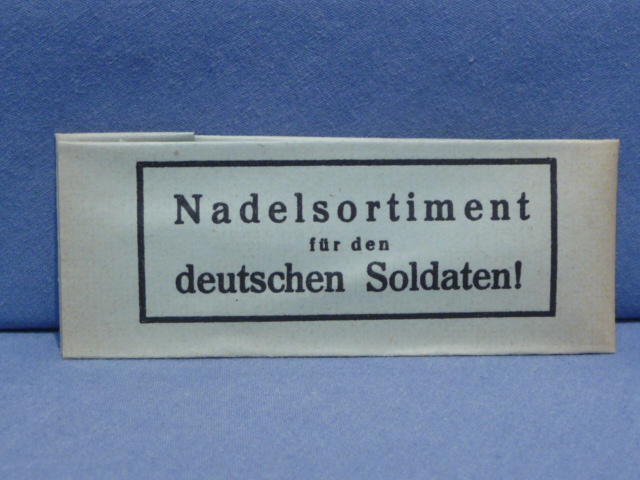 Nadelsortiment
für den
deutschen Soldaten!